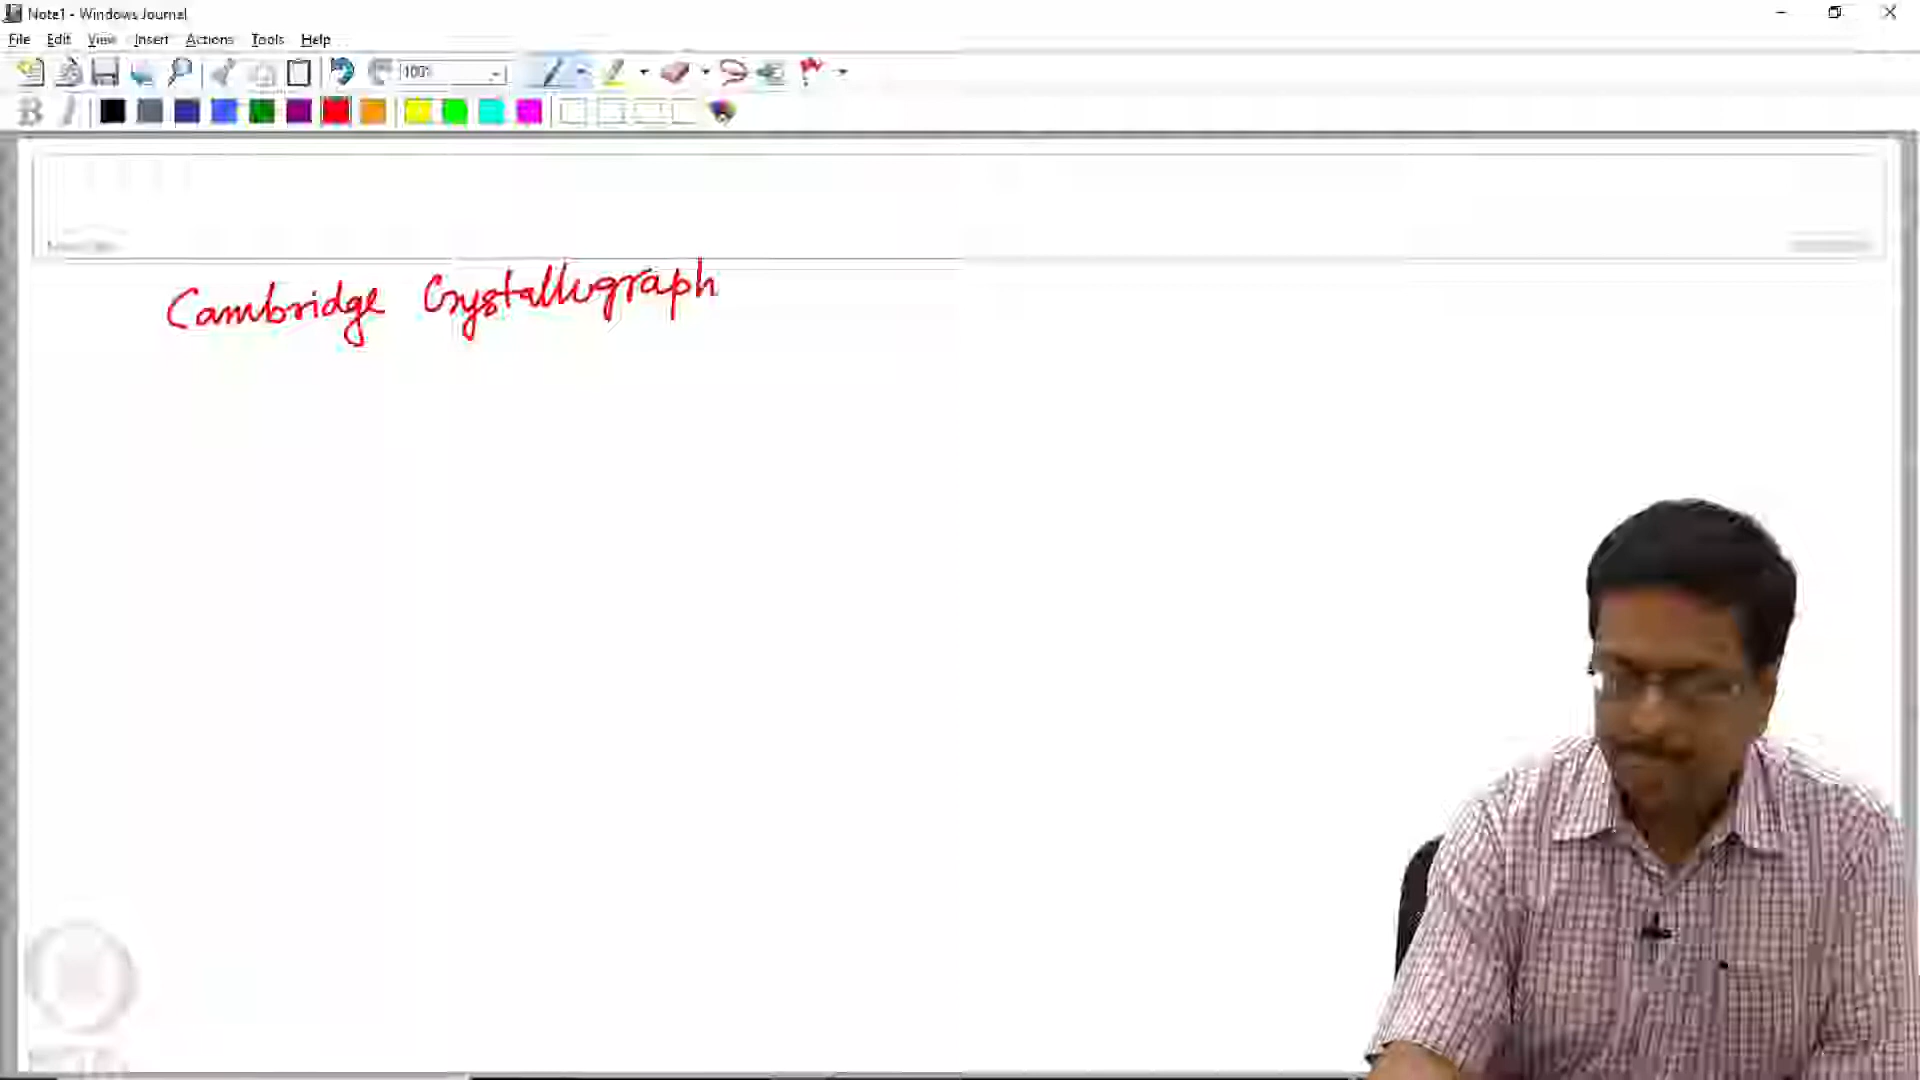 Note1 - Windows Journal
File Edit View Insert Actions Tools Help
B I
Cambridge Crystallograph